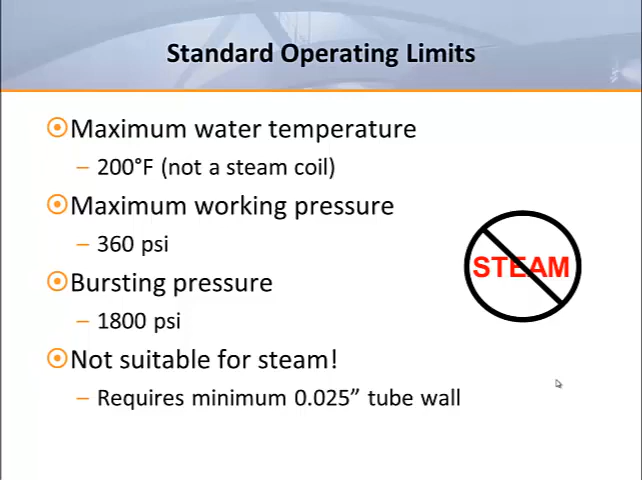 Standard Operating Limits
Maximum water temperature
– 200°F (not a steam coil)
Maximum working pressure
– 360 psi
STEAM
Bursting pressure
– 1800 psi
Not suitable for steam!
– Requires minimum 0.025” tube wall